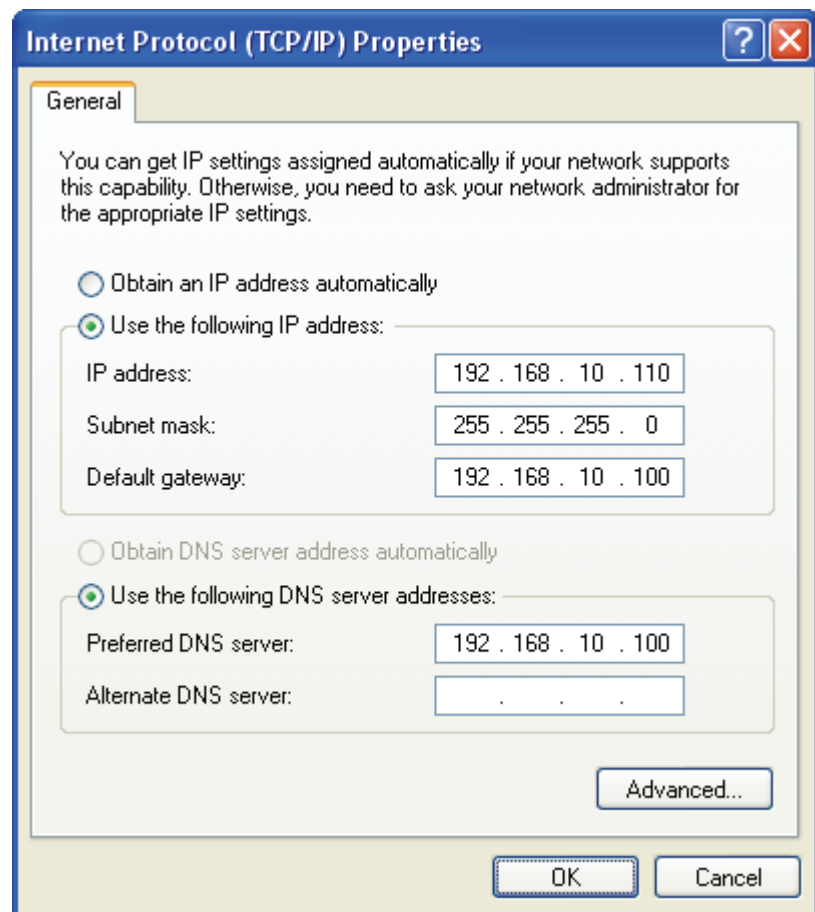 Internet Protocol (TCP/IP) Properties
?
General
You can get IP settings assigned automatically if your network supports
this capability. Otherwise, you need to ask your network administrator for
the appropriate IP settings.
Obtain an IP address automatically
Use the following IP address:
IP address: 192 . 168 . 10 . 110
Subnet mask: 255 . 255 . 255 . 0
Default gateway: 192 . 168 . 10 . 100
Obtain DNS server address automatically
Use the following DNS server addresses:
Preferred DNS server: 192 . 168 . 10 . 100
Alternate DNS server: . . .
Advanced...
OK Cancel